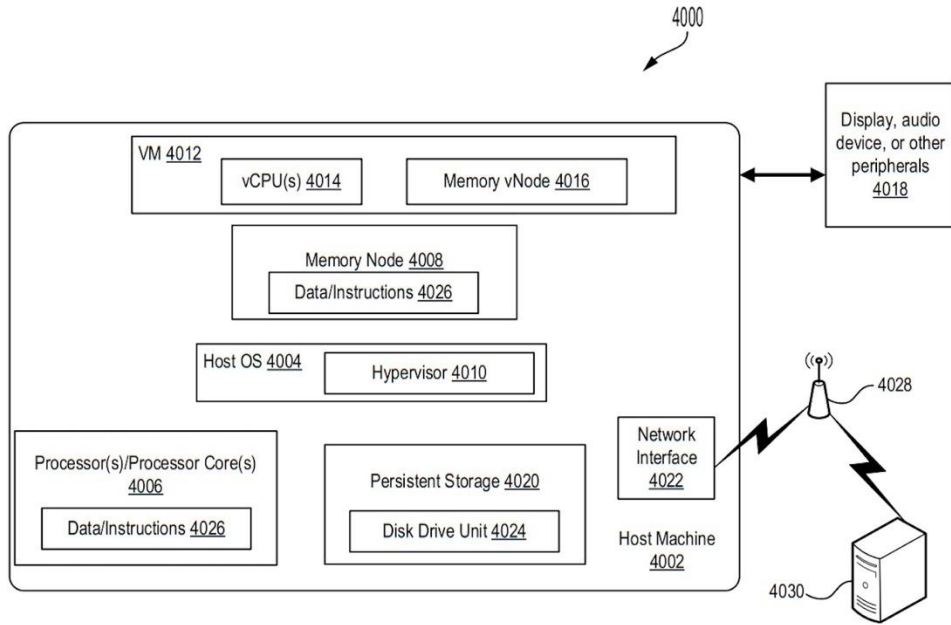 4000
Display, audio
device, or other
peripherals
4018
VM 4012
vCPU(s) 4014
Memory vNode 4016
Memory Node 4008
Data/Instructions 4026
Host OS 4004
Hypervisor 4010
4028
Processor(s)/Processor Core(s)
4006
Data/Instructions 4026
Persistent Storage 4020
Disk Drive Unit 4024
Network
Interface
4022
Host Machine
4002
4030